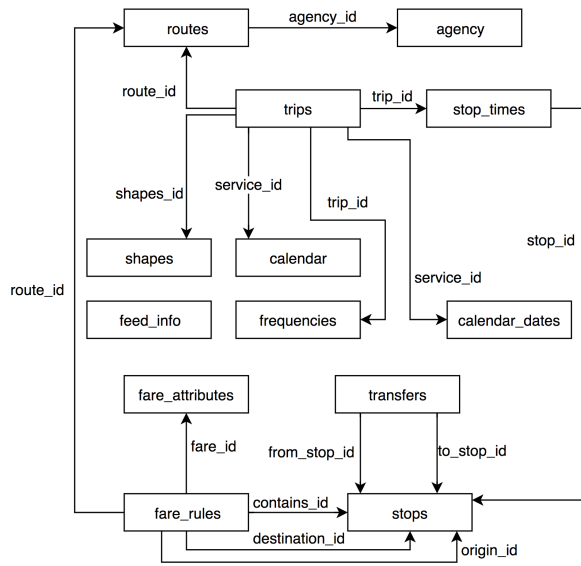 routes
agency_id
agency
route_id
trips
trip_id
stop_times
shapes_id
service_id
trip_id
stop_id
shapes
calendar
route_id
service_id
feed_info
frequencies
calendar_dates
fare_attributes
transfers
fare_id
from_stop_id
to_stop_id
fare_rules
contains_id
stops
destination_id
origin_id